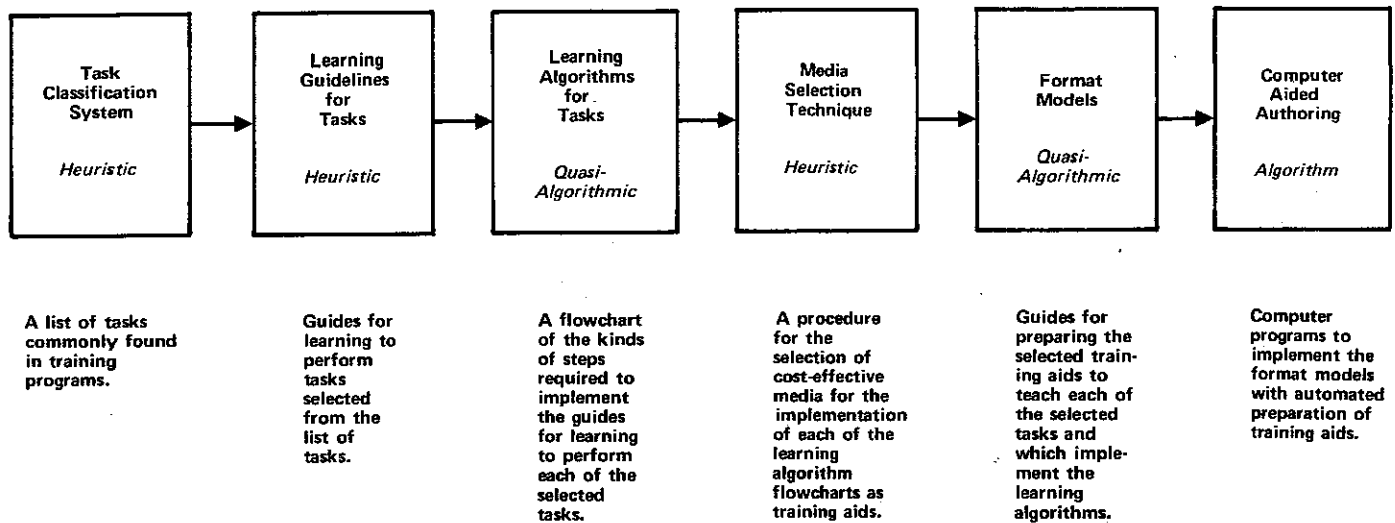 Task
Classification
System
Heuristic
Learning
Guidelines
for
Tasks
Heuristic
Learning
Algorithms
for
Tasks
Quasi-
Algorithmic
Media
Selection
Technique
Heuristic
Format
Models
Quasi-
Algorithmic
Computer
Aided
Authoring
Algorithm
A list of tasks
commonly found
in training
programs.
Guides for
learning to
perform
tasks
selected
from the
list of
tasks.
A flowchart
of the kinds
of steps
required to
implement
the guides
for learning
to perform
each of the
selected
tasks.
A procedure
for the
selection of
cost-effective
media for the
implementation
of each of the
learning
algorithm
flowcharts as
training aids.
Guides for
preparing the
selected train-
ing aids to
teach each of
the selected
tasks and
which imple-
ment the
learning
algorithms.
Computer
programs to
implement the
format models
with automated
preparation of
training aids.